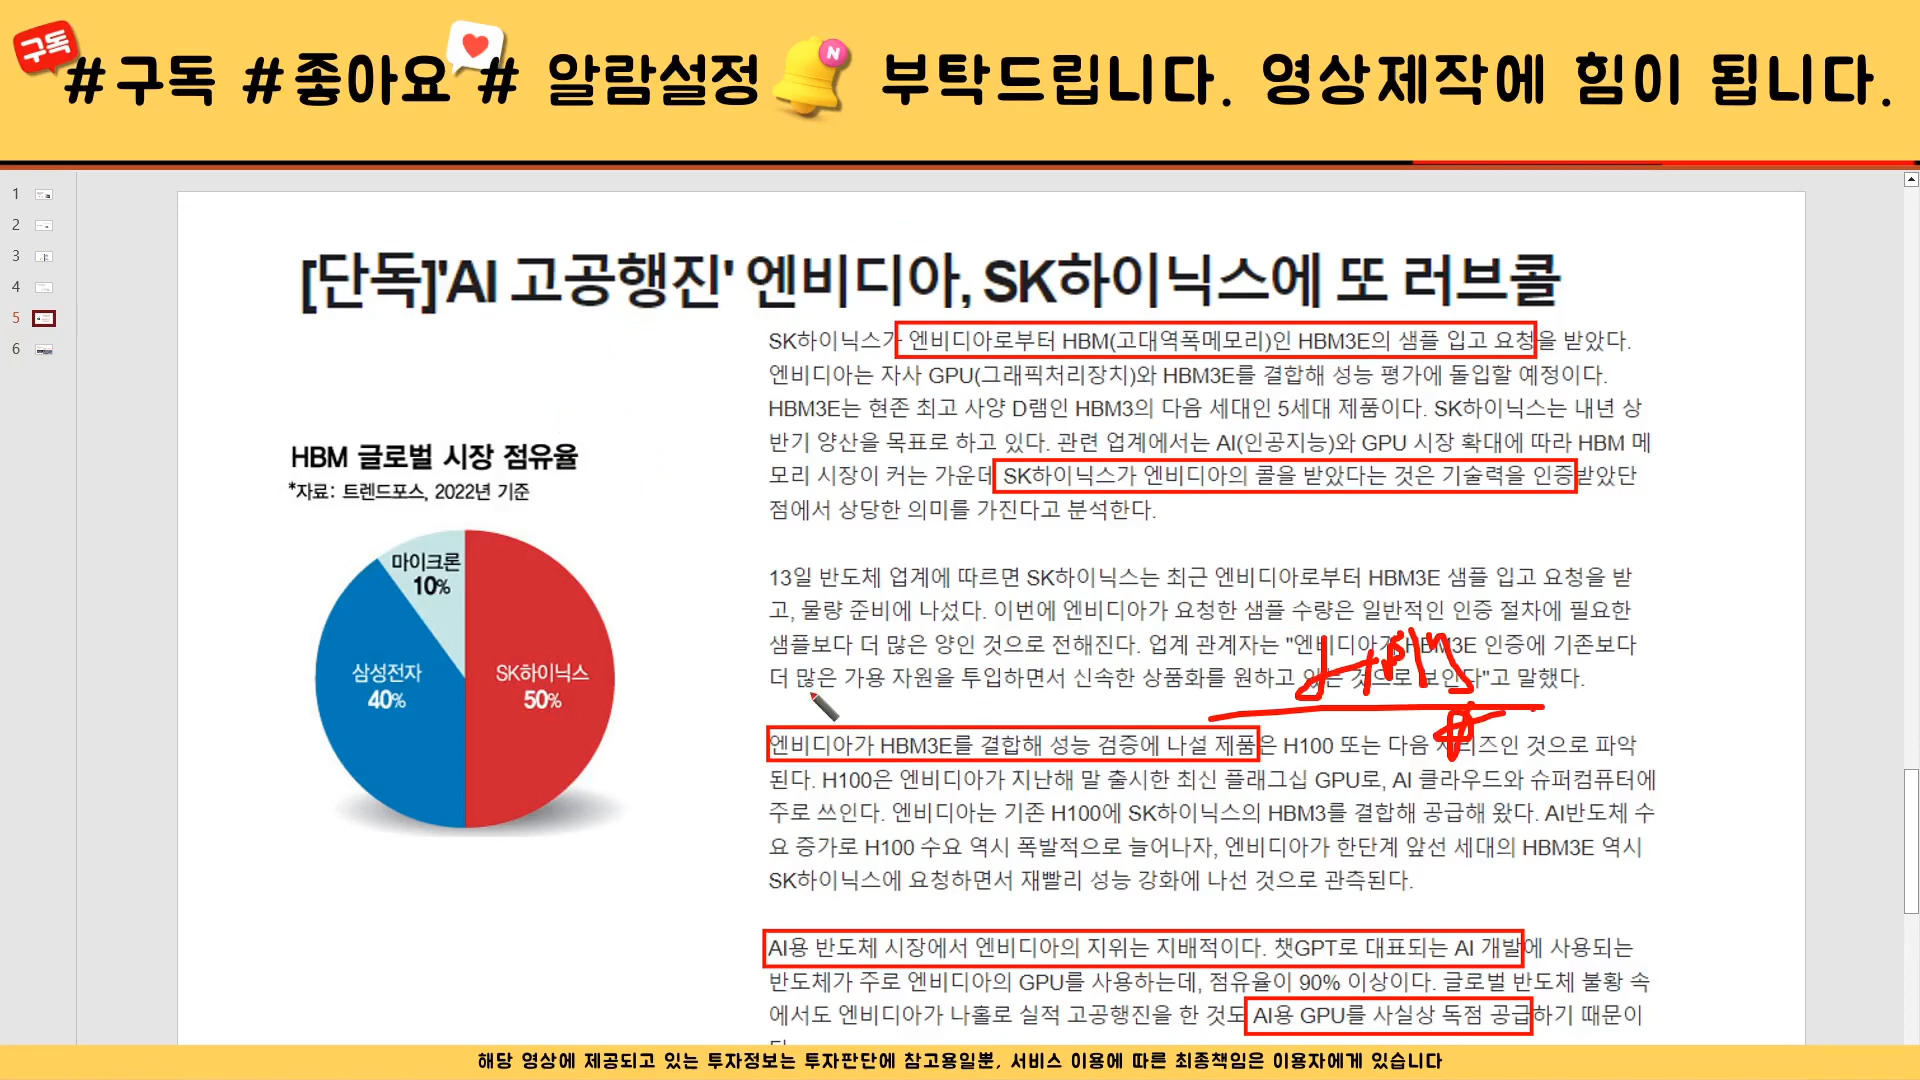 구독
#구독 #좋아요 # 알람설정 N 부탁드립니다. 영상제작에 힘이 됩니다.
1
2
3
4
5
6
[단독]'AI 고공행진' 엔비디아, SK하이닉스에 또 러브콜
HBM 글로벌 시장 점유율
*자료: 트렌드포스, 2022년 기준
마이크론
10%
삼성전자
40%
SK하이닉스
50%
SK하이닉스가 엔비디아로부터 HBM(고대역폭메모리)인 HBM3E의 샘플 입고 요청을 받았다.
엔비디아는 자사 GPU(그래픽처리장치)와 HBM3E를 결합해 성능 평가에 돌입할 예정이다.
HBM3E는 현존 최고 사양 D램인 HBM3의 다음 세대인 5세대 제품이다. SK하이닉스는 내년 상
반기 양산을 목표로 하고 있다. 관련 업계에서는 AI(인공지능)와 GPU 시장 확대에 따라 HBM 메
모리 시장이 커는 가운데 SK하이닉스가 엔비디아의 콜을 받았다는 것은 기술력을 인증받았단
점에서 상당한 의미를 가진다고 분석한다.
13일 반도체 업계에 따르면 SK하이닉스는 최근 엔비디아로부터 HBM3E 샘플 입고 요청을 받
고, 물량 준비에 나섰다. 이번에 엔비디아가 요청한 샘플 수량은 일반적인 인증 절차에 필요한
샘플보다 더 많은 양인 것으로 전해진다. 업계 관계자는 "엔비디아가 HBM3E 인증에 기존보다
더 많은 가용 자원을 투입하면서 신속한 상품화를 원하고 있는 것으로 보인다"고 말했다.
엔비디아가 HBM3E를 결합해 성능 검증에 나설 제품은 H100 또는 다음 시리즈인 것으로 파악
된다. H100은 엔비디아가 지난해 말 출시한 최신 플래그십 GPU로, AI 클라우드와 슈퍼컴퓨터에
주로 쓰인다. 엔비디아는 기존 H100에 SK하이닉스의 HBM3를 결합해 공급해 왔다. AI반도체 수
요 증가로 H100 수요 역시 폭발적으로 늘어나자, 엔비디아가 한단계 앞선 세대의 HBM3E 역시
SK하이닉스에 요청하면서 재빨리 성능 강화에 나선 것으로 관측된다.
AI용 반도체 시장에서 엔비디아의 지위는 지배적이다. 챗GPT로 대표되는 AI 개발에 사용되는
반도체가 주로 엔비디아의 GPU를 사용하는데, 점유율이 90% 이상이다. 글로벌 반도체 불황 속
에서도 엔비디아가 나홀로 실적 고공행진을 한 것도 AI용 GPU를 사실상 독점 공급하기 때문이
해당 영상에 제공되고 있는 투자정보는 투자판단에 참고용일뿐, 서비스 이용에 따른 최종책임은 이용자에게 있습니다